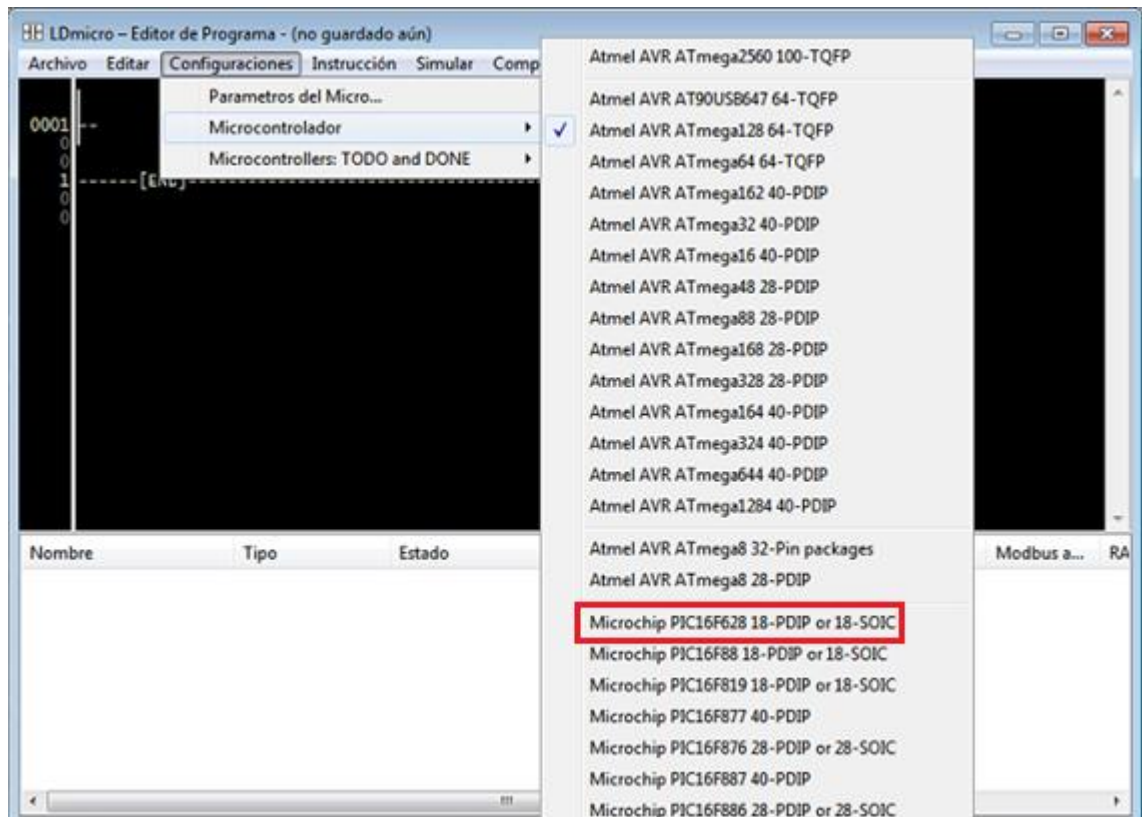 LDmicro – Editor de Programa - (no guardado aún)
Archivo Editar Configuraciones Instrucción Simular Comp
Parametros del Micro...
Microcontrolador
Microcontrollers: TODO and DONE
0001
0
0
1 ------[END]
0
0
Atmel AVR ATmega2560 100-TQFP
Atmel AVR AT90USB647 64-TQFP
Atmel AVR ATmega128 64-TQFP
Atmel AVR ATmega64 64-TQFP
Atmel AVR ATmega162 40-PDIP
Atmel AVR ATmega32 40-PDIP
Atmel AVR ATmega16 40-PDIP
Atmel AVR ATmega48 28-PDIP
Atmel AVR ATmega88 28-PDIP
Atmel AVR ATmega168 28-PDIP
Atmel AVR ATmega328 28-PDIP
Atmel AVR ATmega164 40-PDIP
Atmel AVR ATmega324 40-PDIP
Atmel AVR ATmega644 40-PDIP
Atmel AVR ATmega1284 40-PDIP
Atmel AVR ATmega8 32-Pin packages
Atmel AVR ATmega8 28-PDIP
Microchip PIC16F628 18-PDIP or 18-SOIC
Microchip PIC16F88 18-PDIP or 18-SOIC
Microchip PIC16F819 18-PDIP or 18-SOIC
Microchip PIC16F877 40-PDIP
Microchip PIC16F876 28-PDIP or 28-SOIC
Microchip PIC16F887 40-PDIP
Microchip PIC16F886 28-PDIP or 28-SOIC
Nombre Tipo Estado Modbus a... RA